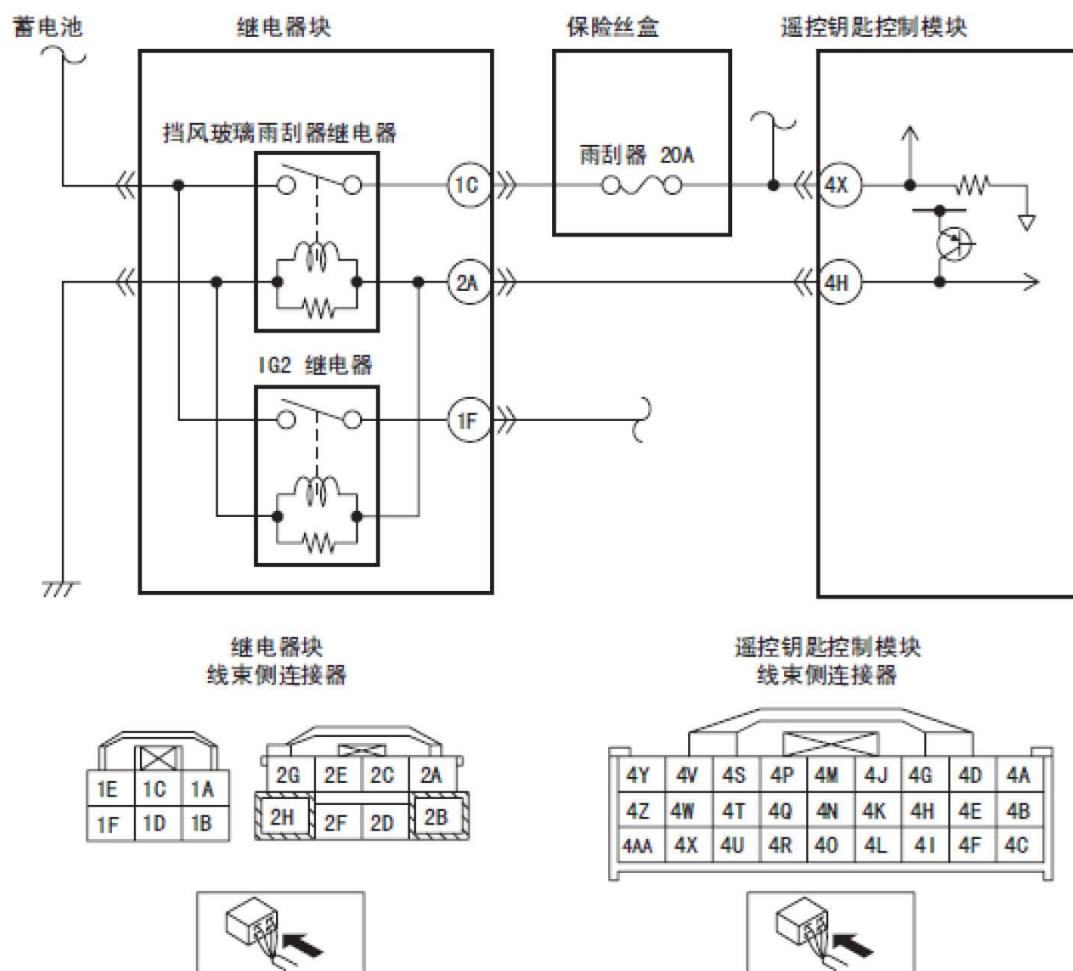 蓄电池
继电器块
保险丝盒
遥控钥匙控制模块
挡风玻璃雨刮器继电器
雨刮器 20A
1C
4X
2A
4H
IG2 继电器
1F
继电器块
线束侧连接器
遥控钥匙控制模块
线束侧连接器
1E 1C 1A
1F 1D 1B
2G 2E 2C 2A
2H 2F 2D 2B
4Y 4V 4S 4P 4M 4J 4G 4D 4A
4Z 4W 4T 4Q 4N 4K 4H 4E 4B
4AA 4X 4U 4R 4O 4L 4I 4F 4C